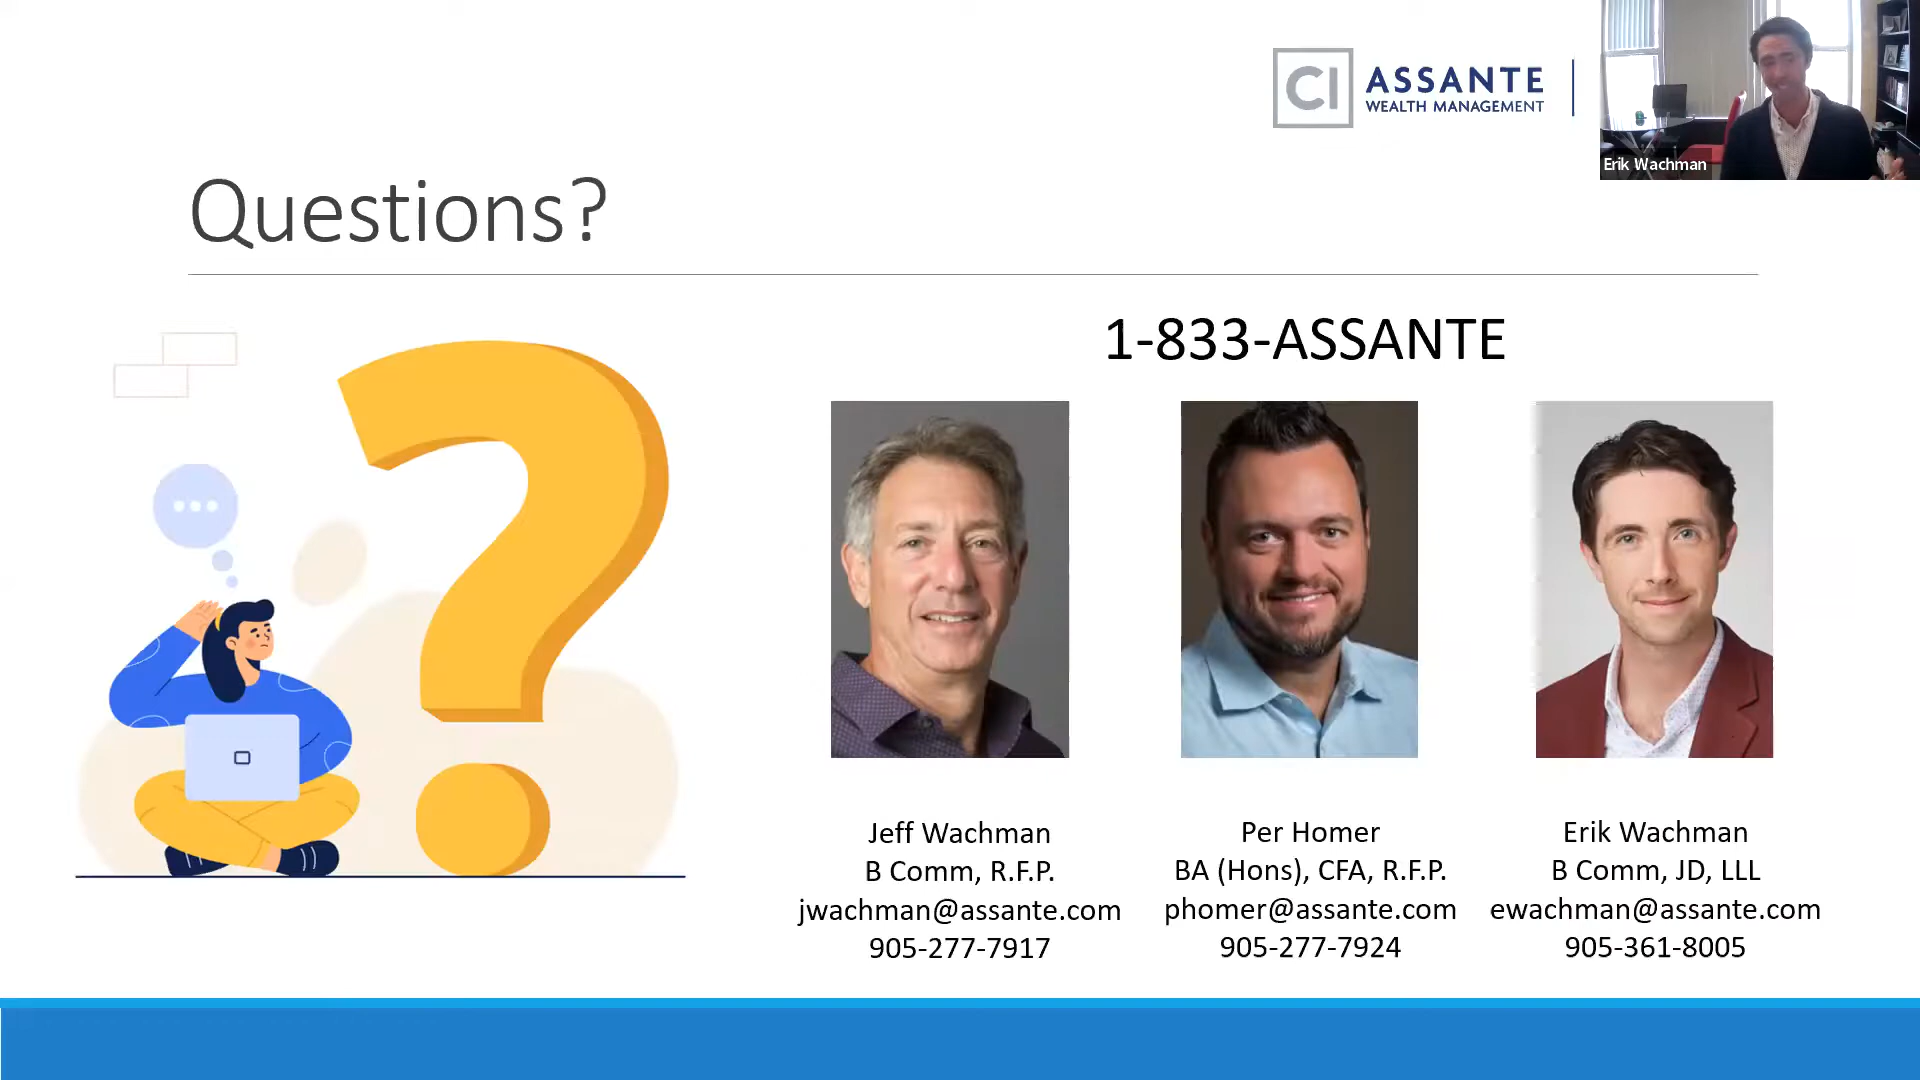 CI ASSANTE
WEALTH MANAGEMENT
Erik Wachman
Questions?
1-833-ASSANTE
Jeff Wachman
B Comm, R.F.P.
jwachman@assante.com
905-277-7917
Per Homer
BA (Hons), CFA, R.F.P.
phomer@assante.com
905-277-7924
Erik Wachman
B Comm, JD, LLL
ewachman@assante.com
905-361-8005